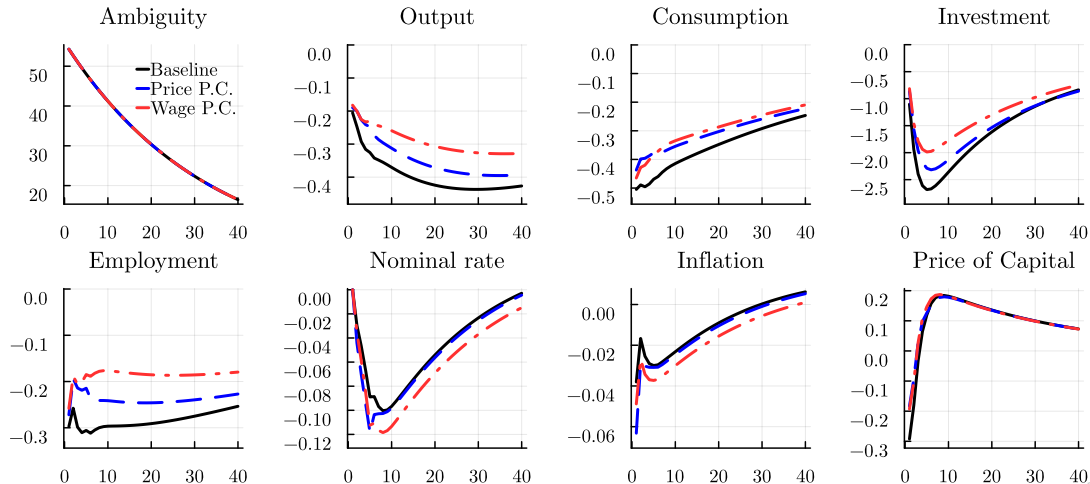 Ambiguity
50
40
30
20
0 10 20 30 40
Baseline
Price P.C.
Wage P.C.
Output
0.0
−0.1
−0.2
−0.3
−0.4
0 10 20 30 40
Consumption
0.0
−0.1
−0.2
−0.3
−0.4
−0.5
0 10 20 30 40
Investment
0.0
−0.5
−1.0
−1.5
−2.0
−2.5
0 10 20 30 40
Employment
0.0
−0.1
−0.2
−0.3
0 10 20 30 40
Nominal rate
0.00
−0.02
−0.04
−0.06
−0.08
−0.10
−0.12
0 10 20 30 40
Inflation
0.00
−0.02
−0.04
−0.06
0 10 20 30 40
Price of Capital
0.2
0.1
0.0
−0.1
−0.2
−0.3
0 10 20 30 40